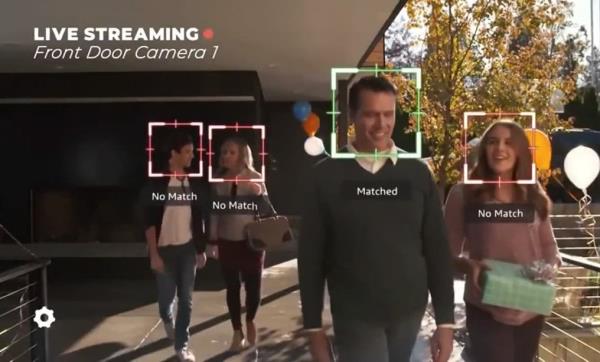 LIVE STREAMING
Front Door Camera 1
No Match
No Match
Matched
No Match